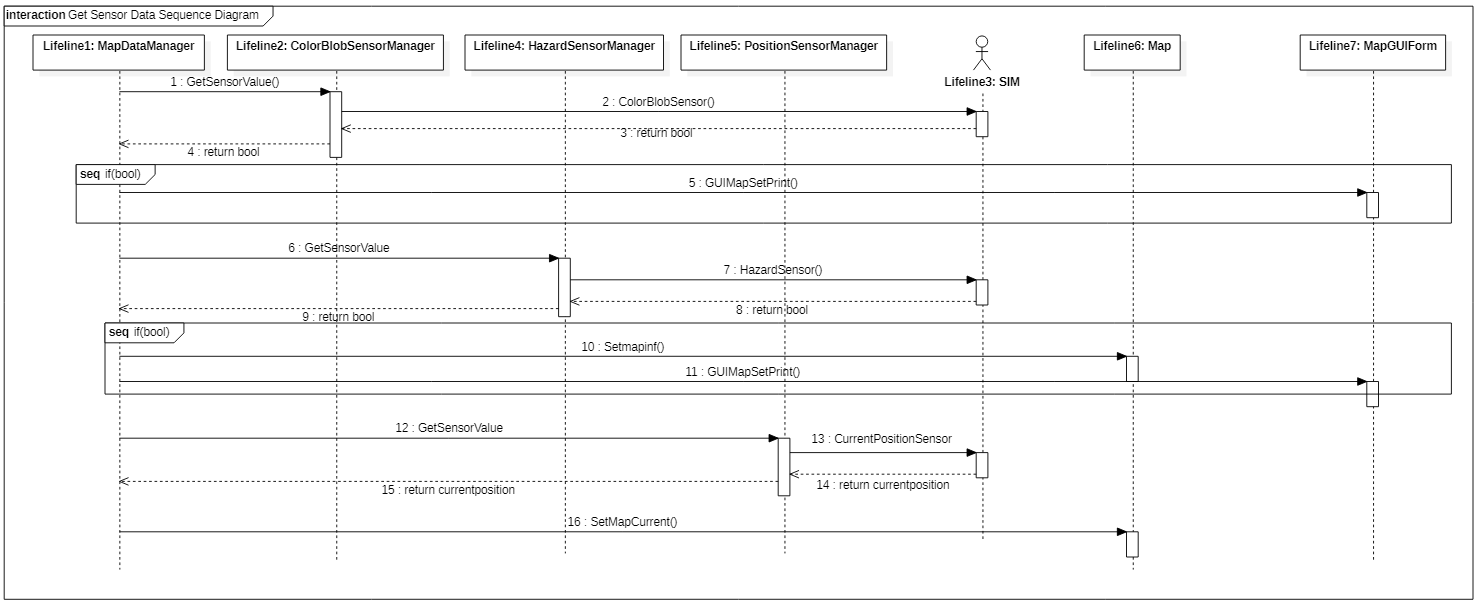 interaction Get Sensor Data Sequence Diagram
Lifeline1: MapDataManager
Lifeline2: ColorBlobSensorManager
Lifeline4: HazardSensorManager
Lifeline5: PositionSensorManager
Lifeline3: SIM
Lifeline6: Map
Lifeline7: MapGUIForm
1 : GetSensorValue()
2 : ColorBlobSensor()
3 : return bool
4 : return bool
seq if(bool)
5 : GUIMapSetPrint()
6 : GetSensorValue
7 : HazardSensor()
8 : return bool
9 : return bool
seq if(bool)
10 : Setmapinf()
11 : GUIMapSetPrint()
12 : GetSensorValue
13 : CurrentPositionSensor
14 : return currentposition
15 : return currentposition
16 : SetMapCurrent()